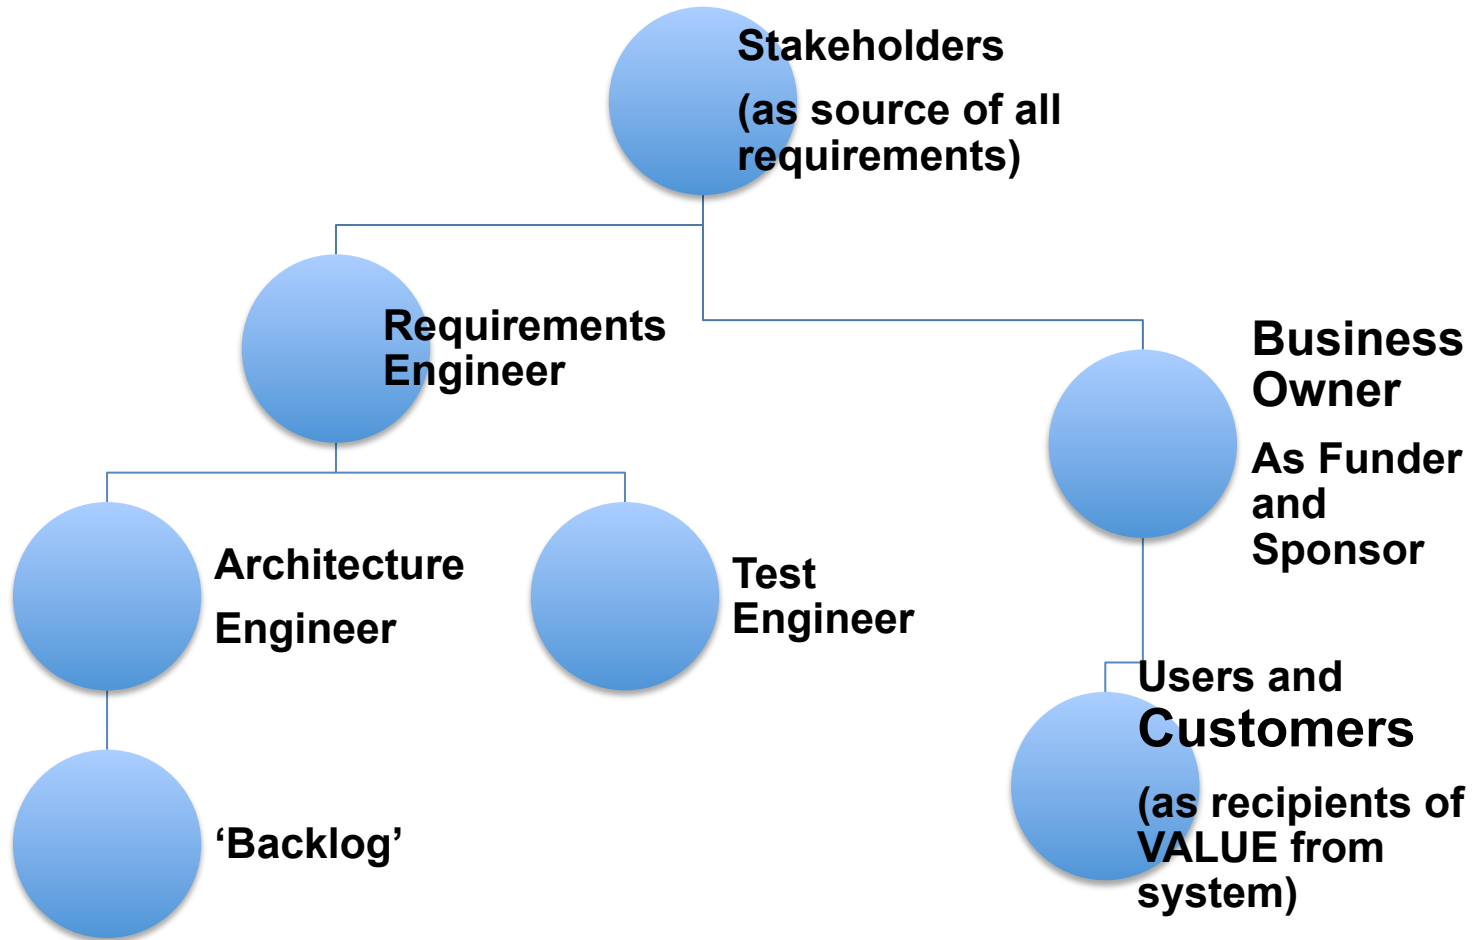 Stakeholders
(as source of all
requirements)
Requirements
Engineer
Business
Owner
As Funder
and
Sponsor
Architecture
Engineer
Test
Engineer
Users and
Customers
(as recipients of
VALUE from
system)
‘Backlog’